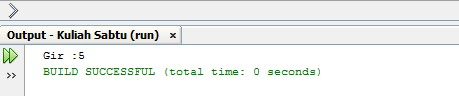 Output - Kuliah Sabtu (run) ×
Gir :5
BUILD SUCCESSFUL (total time: 0 seconds)